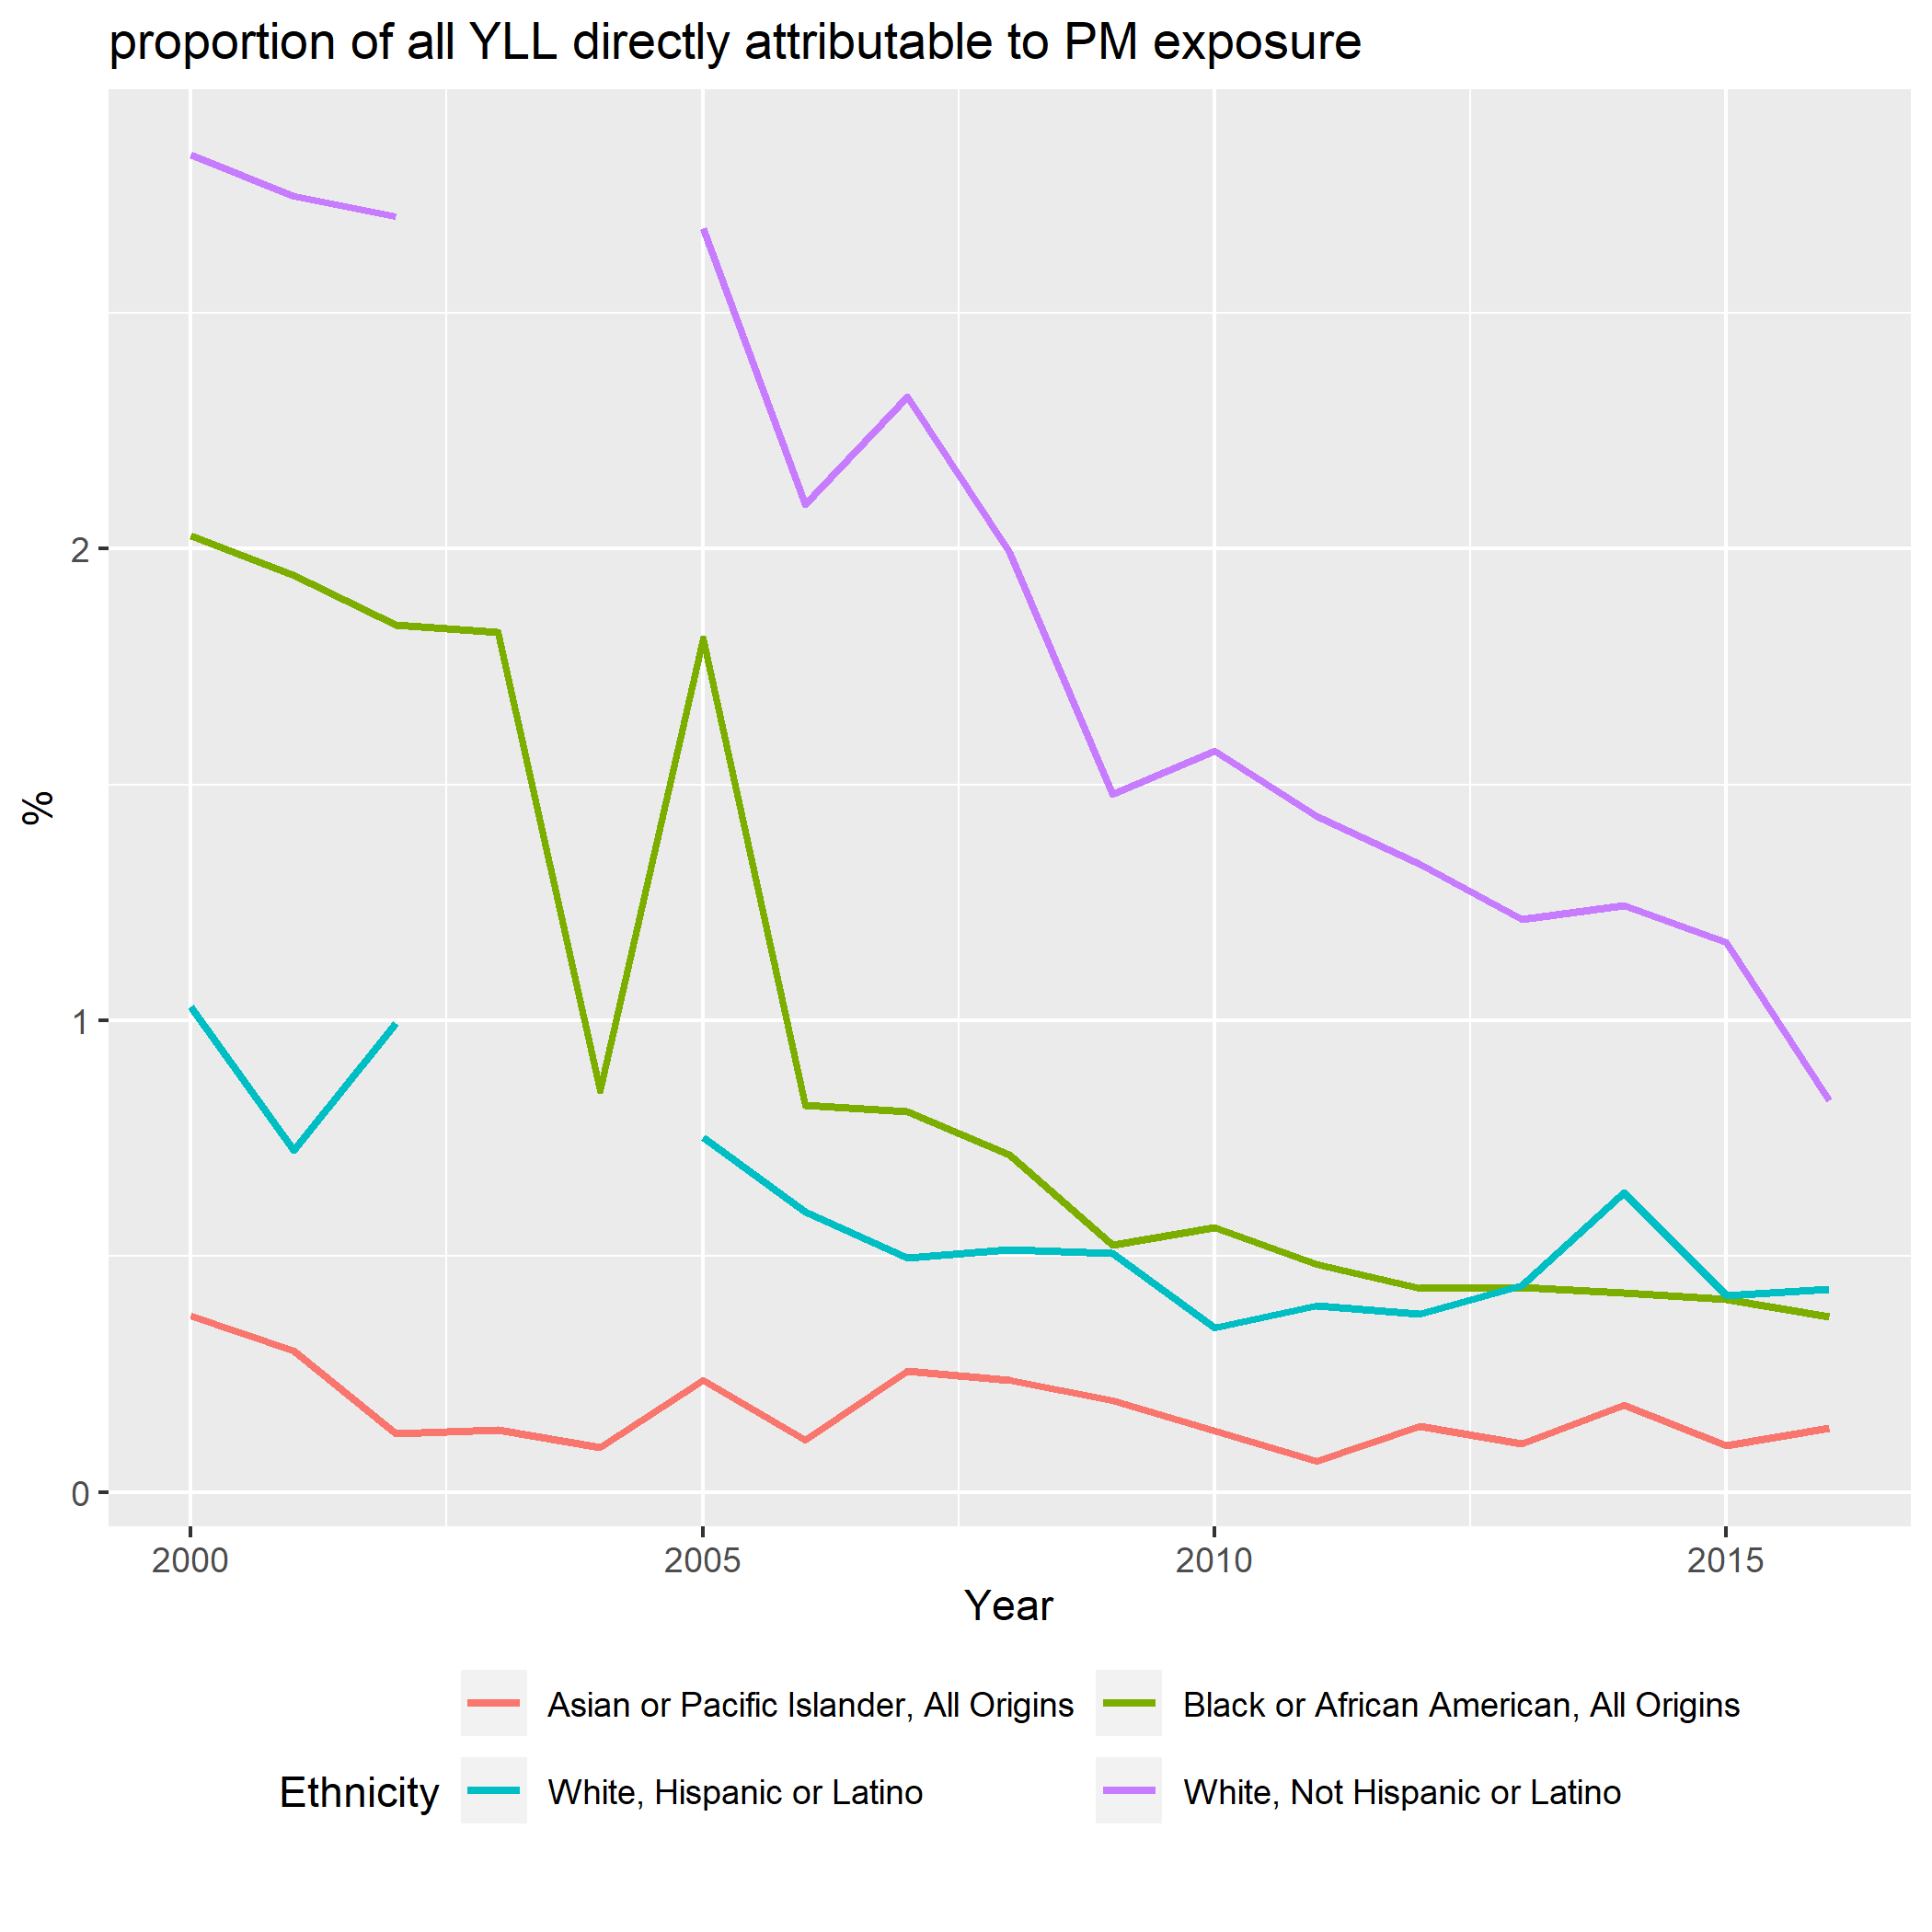 proportion of all YLL directly attributable to PM exposure
2
1
0
%
2000 2005 2010 2015
Year
Asian or Pacific Islander, All Origins Black or African American, All Origins
Ethnicity White, Hispanic or Latino White, Not Hispanic or Latino